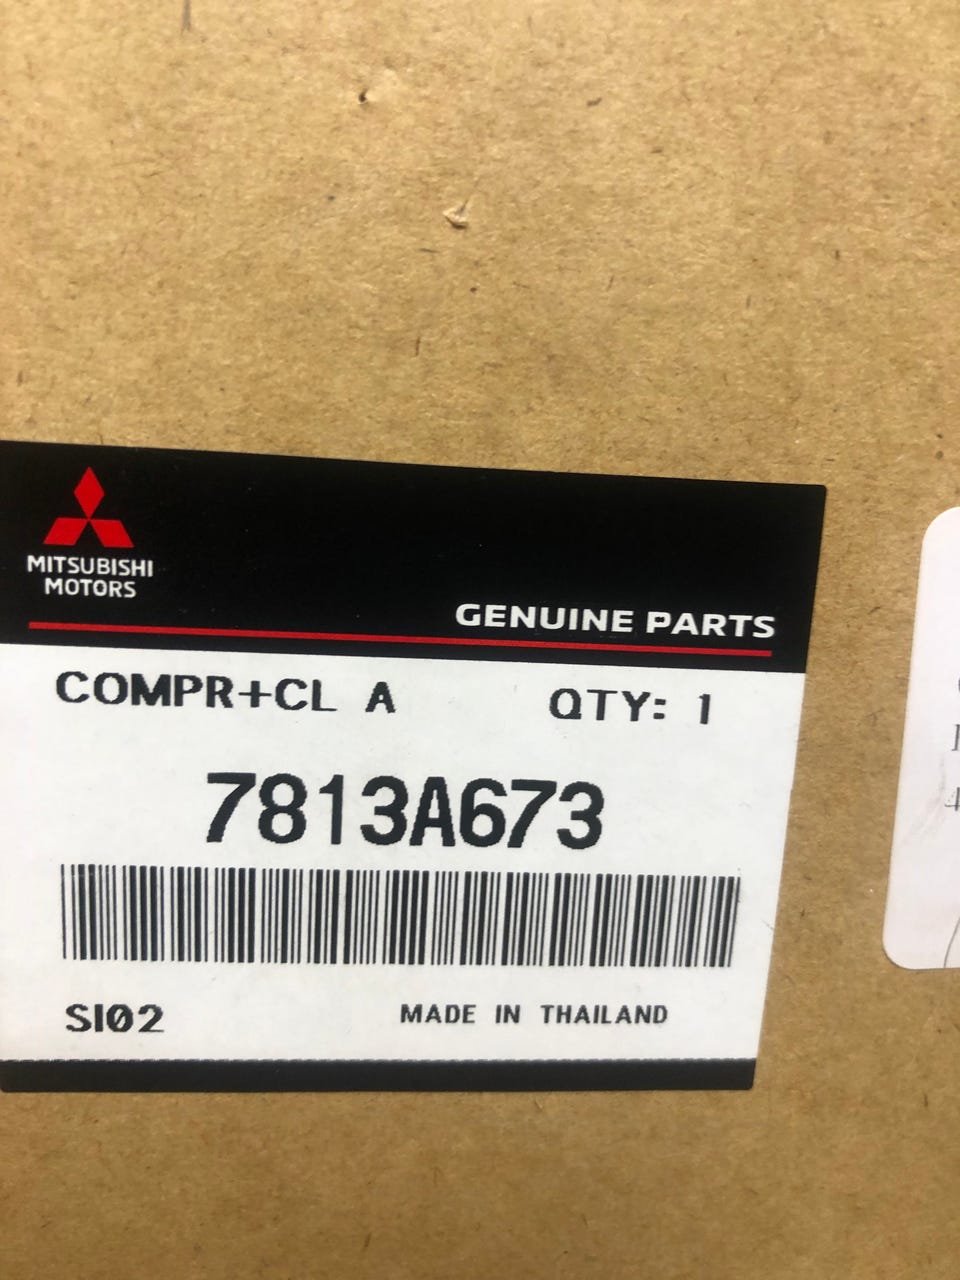 MITSUBISHI
MOTORS
GENUINE PARTS
COMPR+CL A QTY: 1
7813A673
SI02 MADE IN THAILAND